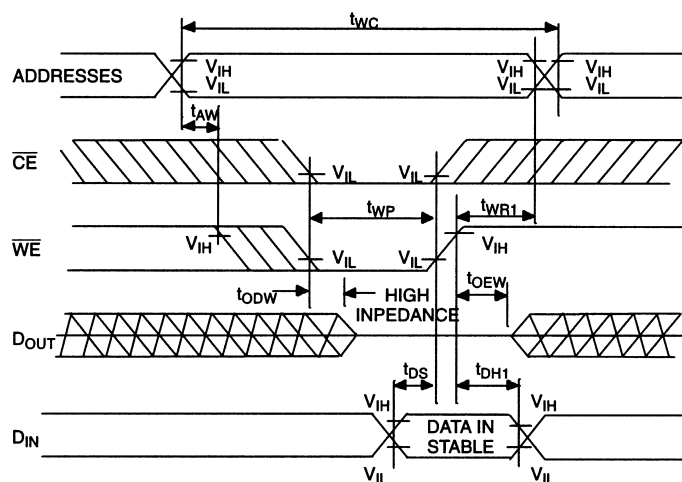 tWC
ADDRESSES
VIH
VIL
VIH
VIL
VIH
VIL
tAW
CE
VIL
VIL
tWP
tWR1
WE
VIH
VIL
VIL
VIH
tODW
HIGH
INPEDANCE
tOEW
DOUT
tDS
tDH1
VIH
VIH
DIN
DATA IN
STABLE
VIL
VIL